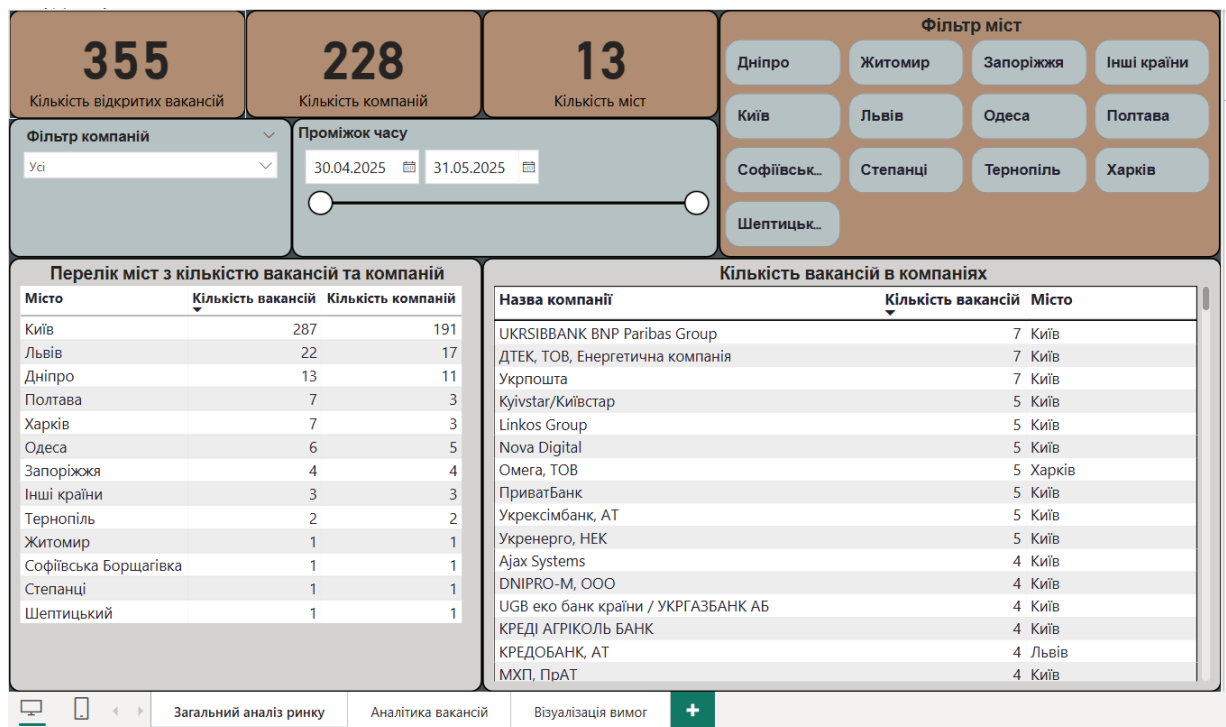 355
Кількість відкритих вакансій
228
Кількість компаній
13
Кількість міст
Фільтр міст
Дніпро Житомир Запоріжжя Інші країни
Київ Львів Одеса Полтава
Софіївськ... Степанці Тернопіль Харків
Шептицьк...
Фільтр компаній
Усі
Проміжок часу
30.04.2025 31.05.2025
Перелік міст з кількістю вакансій та компаній
Місто Кількість вакансій Кількість компаній
Київ 287 191
Львів 22 17
Дніпро 13 11
Полтава 7 3
Харків 7 3
Одеса 6 5
Запоріжжя 4 4
Інші країни 3 3
Тернопіль 2 2
Житомир 1 1
Софіївська Борщагівка 1 1
Степанці 1 1
Шептицький 1 1
Кількість вакансій в компаніях
Назва компанії Кількість вакансій Місто
UKRSIBBANK BNP Paribas Group 7 Київ
ДТЕК, ТОВ, Енергетична компанія 7 Київ
Укрпошта 7 Київ
Kyivstar/Київстар 5 Київ
Linkos Group 5 Київ
Nova Digital 5 Київ
Омега, ТОВ 5 Харків
ПриватБанк 5 Київ
Укрексімбанк, АТ 5 Київ
Укренерго, НЕК 5 Київ
Ajax Systems 4 Київ
DNIPRO-M, ООО 4 Київ
UGB еко банк країни / УКРГАЗБАНК АБ 4 Київ
КРЕДІ АГРІКОЛЬ БАНК 4 Київ
КРЕДОБАНК, АТ 4 Львів
МХП, ПрАТ 4 Київ
Загальний аналіз ринку Аналітика вакансій Візуалізація вимог +